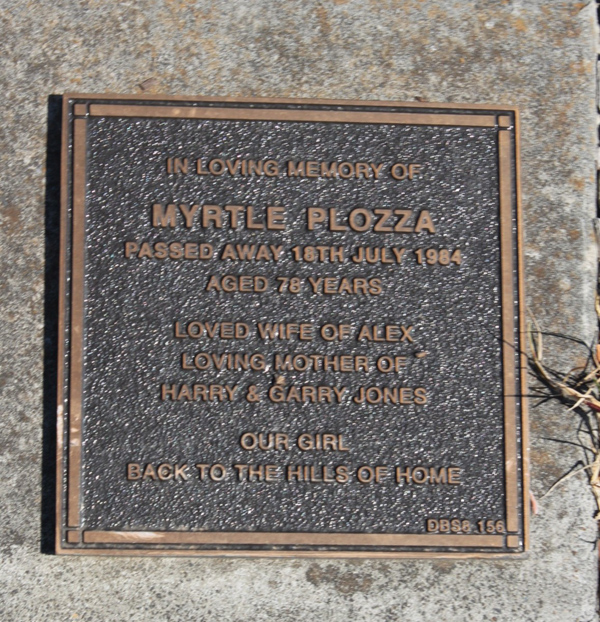 IN LOVING MEMORY OF
MYRTLE PLOZZA
PASSED AWAY 18TH JULY 1984
AGED 78 YEARS
LOVED WIFE OF ALEX
LOVING MOTHER OF
HARRY & GARRY JONES
OUR GIRL
BACK TO THE HILLS OF HOME
DBS8 156